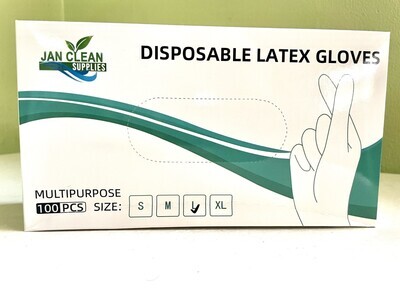 JAN CLEAN
SUPPLIES
DISPOSABLE LATEX GLOVES
MULTIPURPOSE
100 PCS SIZE: S M L XL